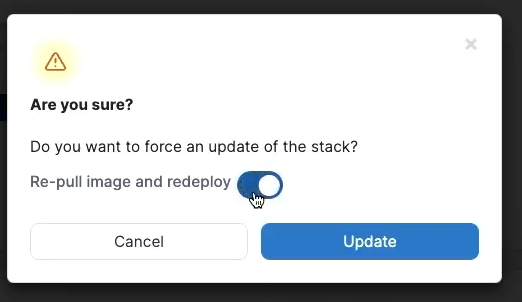 Are you sure?
Do you want to force an update of the stack?
Re-pull image and redeploy
Cancel
Update